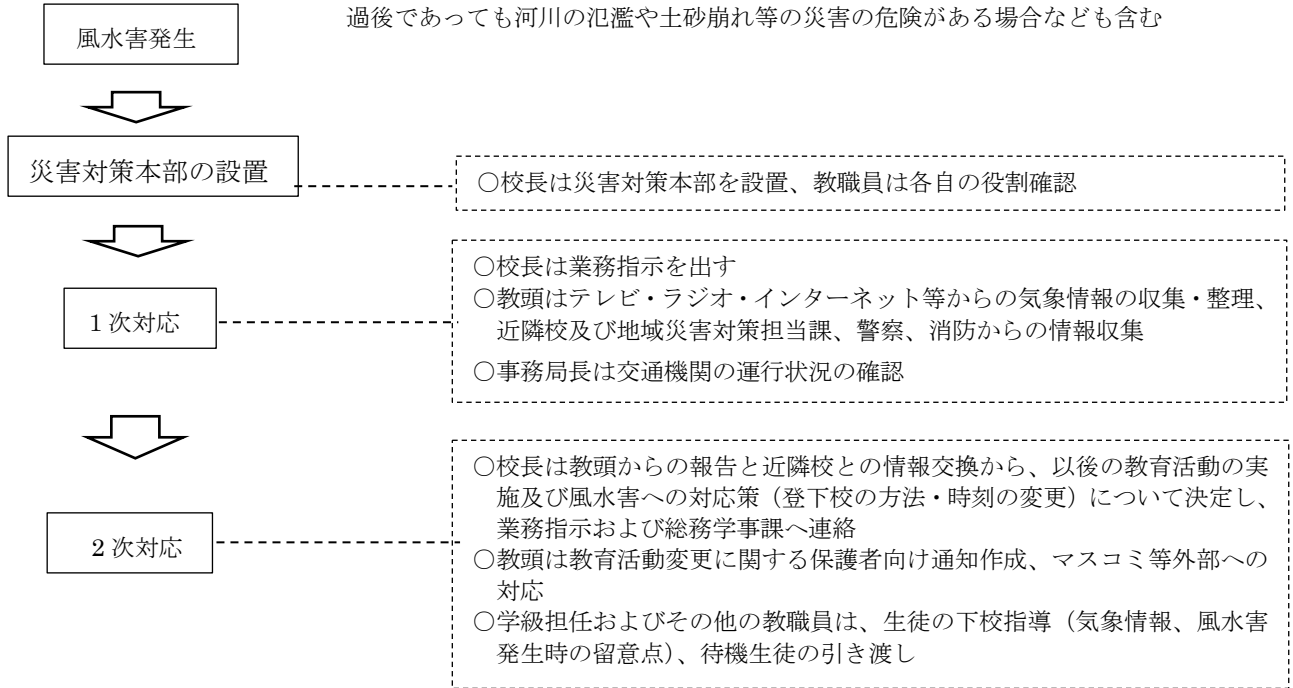 過後であっても河川の氾濫や土砂崩れ等の災害の危険がある場合なども含む
風水害発生
災害対策本部の設置
○校長は災害対策本部を設置、教職員は各自の役割確認
1次対応
○校長は業務指示を出す
○教頭はテレビ・ラジオ・インターネット等からの気象情報の収集・整理、
近隣校及び地域災害対策担当課、警察、消防からの情報収集
○事務局長は交通機関の運行状況の確認
2次対応
○校長は教頭からの報告と近隣校との情報交換から、以後の教育活動の実
施及び風水害への対応策（登下校の方法・時刻の変更）について決定し、
業務指示および総務学事課へ連絡
○教頭は教育活動変更に関する保護者向け通知作成、マスコミ等外部への
対応
○学級担任およびその他の教職員は、生徒の下校指導（気象情報、風水害
発生時の留意点）、待機生徒の引き渡し